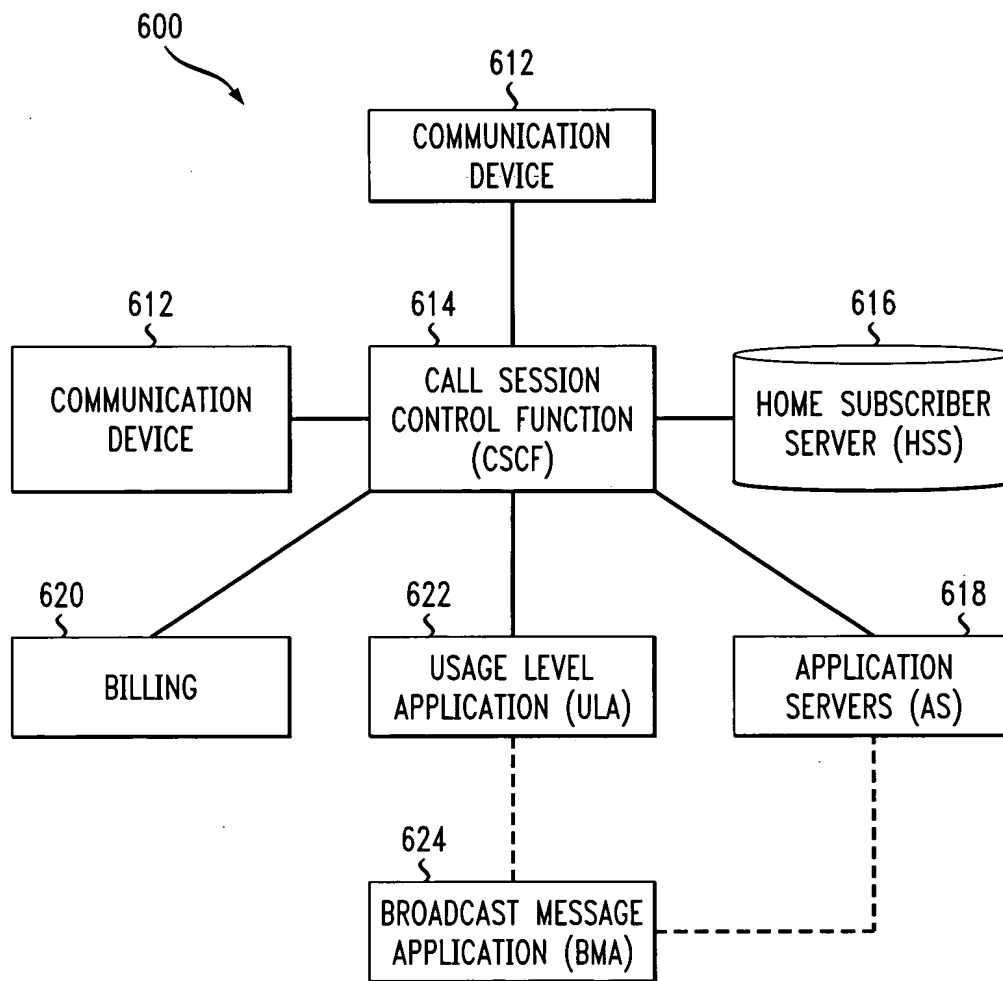 600
612
COMMUNICATION
DEVICE
612
COMMUNICATION
DEVICE
614
CALL SESSION
CONTROL FUNCTION
(CSCF)
616
HOME SUBSCRIBER
SERVER (HSS)
620
BILLING
622
USAGE LEVEL
APPLICATION (ULA)
618
APPLICATION
SERVERS (AS)
624
BROADCAST MESSAGE
APPLICATION (BMA)